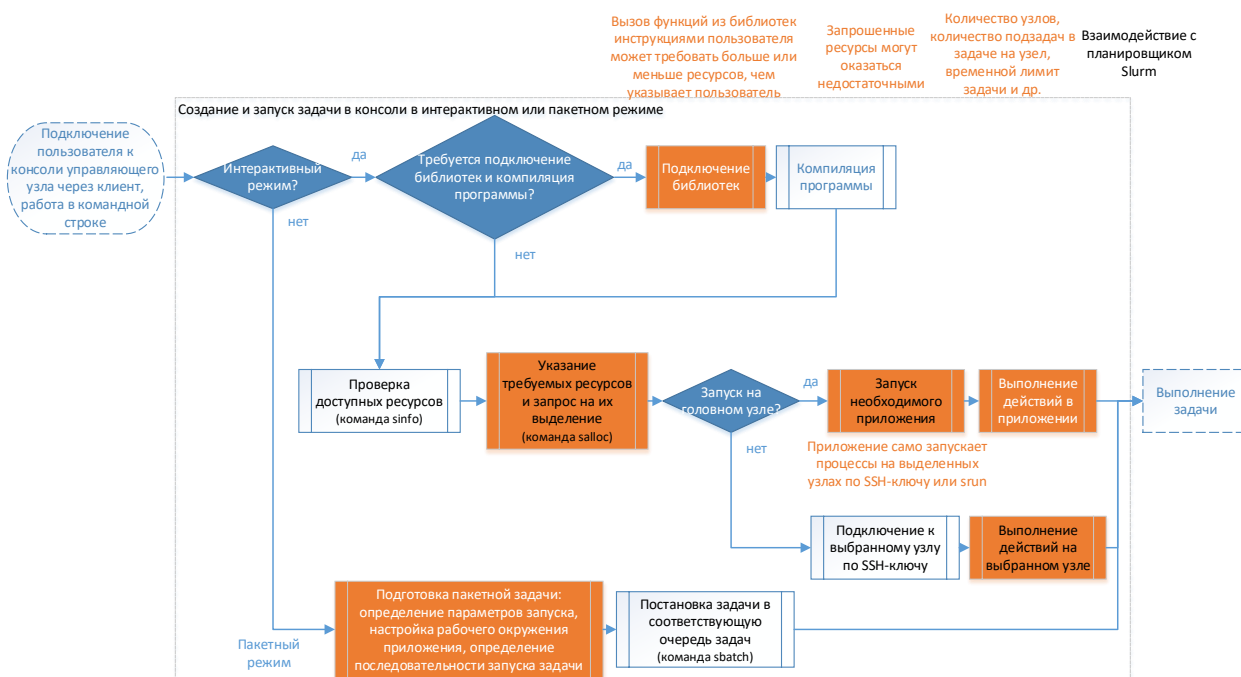 Вызов функций из библиотек
инструкциями пользователя
может требовать больше или
меньше ресурсов, чем
указывает пользователь
Запрошенные
ресурсы могут
оказаться
недостаточными
Количество узлов,
количество подзадач в
задаче на узел,
временной лимит
задачи и др.
Взаимодействие с
планировщиком
Slurm
Создание и запуск задачи в консоли в интерактивном или пакетном режиме
Подключение
пользователя к
консоли управляющего
узла через клиент,
работа в командной
строке
Интерактивный
режим?
да
нет
Требуется подключение
библиотек и компиляция
программы?
да
нет
Подключение
библиотек
Компиляция
программы
Проверка
доступных ресурсов
(команда sinfo)
Указание
требуемых ресурсов
и запрос на их
выделение
(команда salloc)
Запуск на
головном узле?
да
нет
Запуск
необходимого
приложения
Выполнение
действий в
приложении
Выполнение
задачи
Приложение само запускает
процессы на выделенных
узлах по SSH-ключу или srun
Подключение к
выбранному узлу
по SSH-ключу
Выполнение
действий на
выбранном узле
Пакетный
режим
Подготовка пакетной задачи:
определение параметров запуска,
настройка рабочего окружения
приложения, определение
последовательности запуска задачи
Постановка задачи в
соответствующую
очередь задач
(команда sbatch)